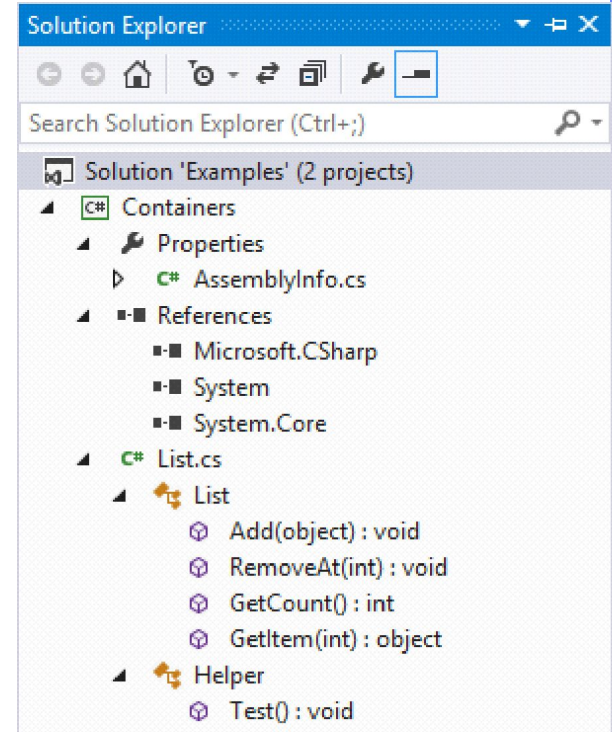 Solution Explorer
Search Solution Explorer (Ctrl+;)
Solution 'Examples' (2 projects)
C# Containers
Properties
C# AssemblyInfo.cs
References
Microsoft.CSharp
System
System.Core
C# List.cs
List
Add(object) : void
RemoveAt(int) : void
GetCount() : int
GetItem(int) : object
Helper
Test() : void